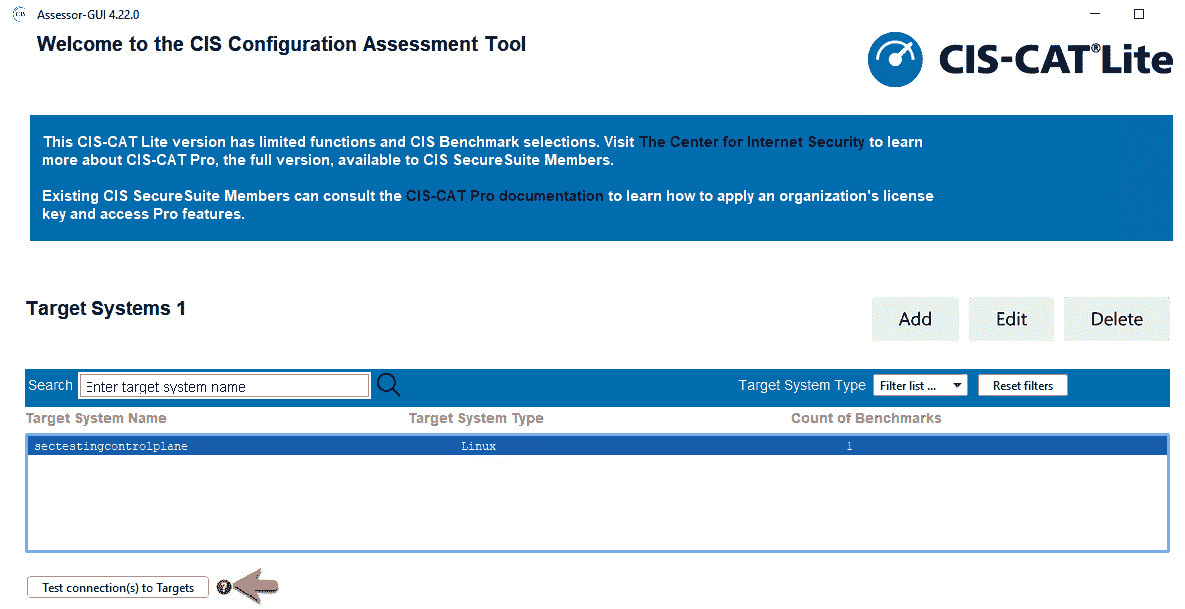 CIS Assessor-GUI 4.22.0
Welcome to the CIS Configuration Assessment Tool
CIS-CAT®Lite
This CIS-CAT Lite version has limited functions and CIS Benchmark selections. Visit The Center for Internet Security to learn
more about CIS-CAT Pro, the full version, available to CIS SecureSuite Members.
Existing CIS SecureSuite Members can consult the CIS-CAT Pro documentation to learn how to apply an organization's license
key and access Pro features.
Target Systems 1
Add Edit Delete
Search Enter target system name Target System Type Filter list ... Reset filters
Target System Name Target System Type Count of Benchmarks
sectestingcontrolplane Linux 1
Test connection(s) to Targets ?